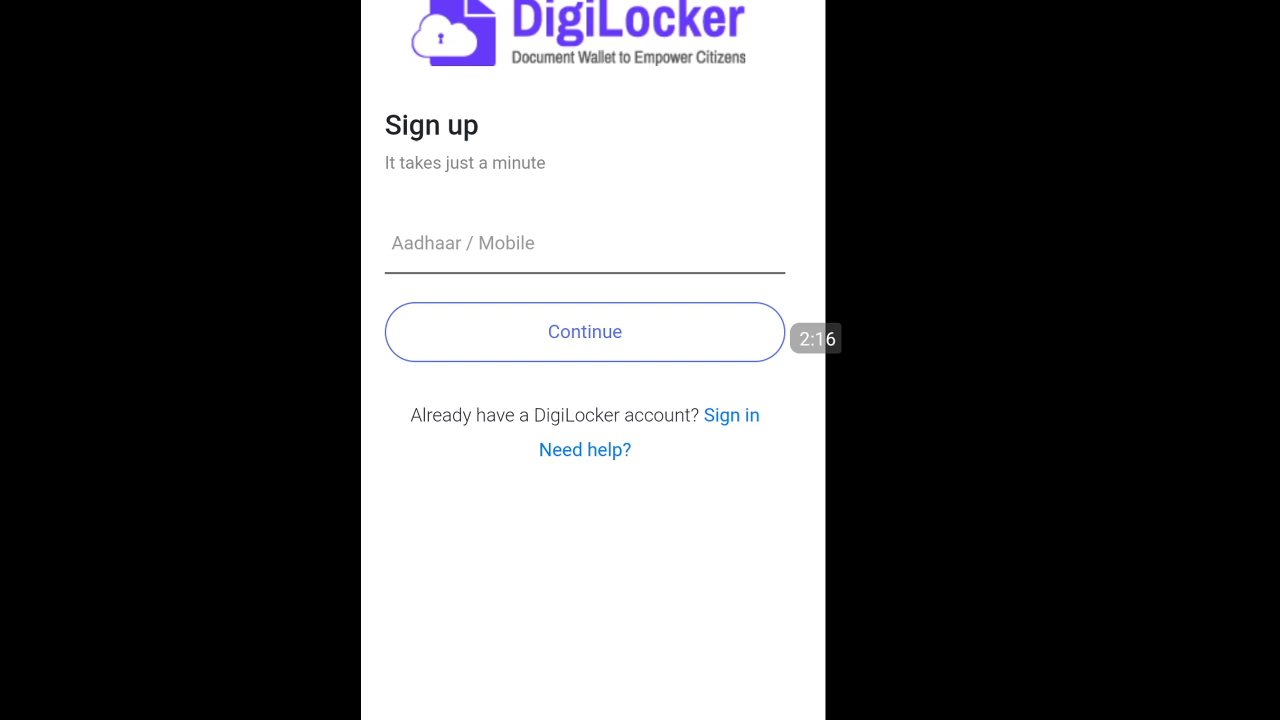 DigiLocker
Document Wallet to Empower Citizens
Sign up
It takes just a minute
Aadhaar / Mobile
Continue
2:16
Already have a DigiLocker account? Sign in
Need help?